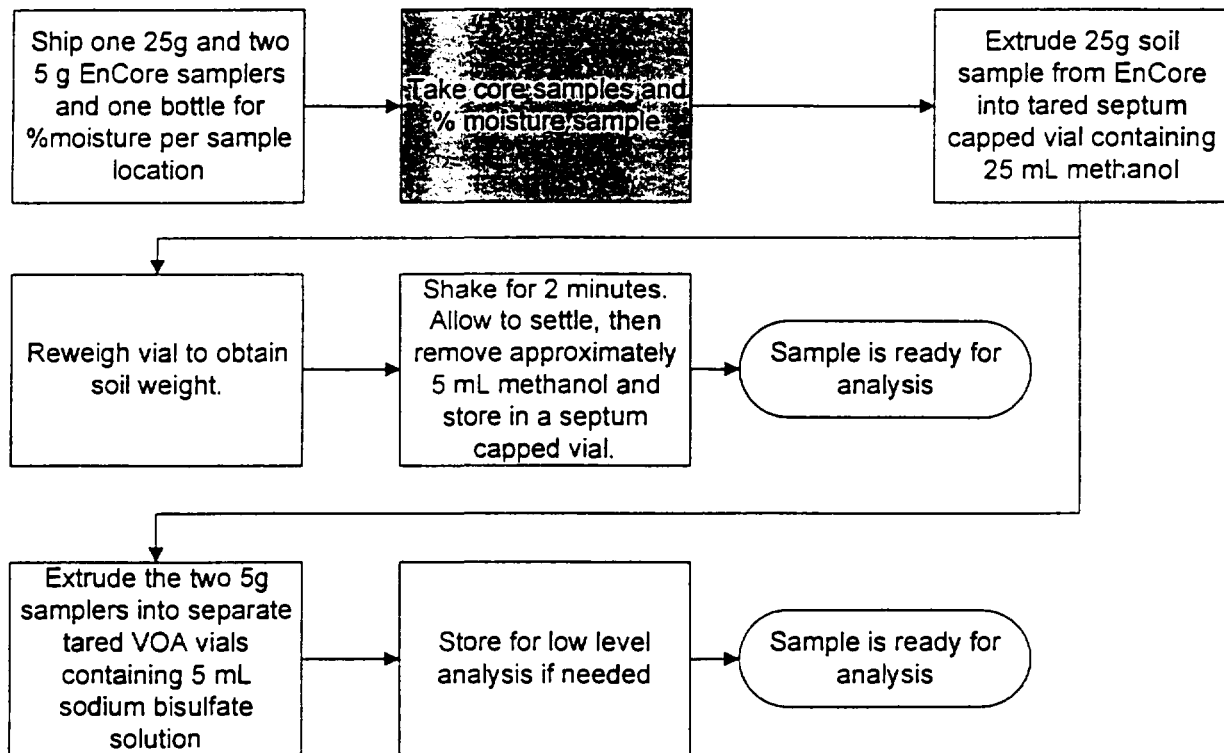 Ship one 25g and two
5 g EnCore samplers
and one bottle for
%moisture per sample
location
Take core samples and
% moisture sample
Extrude 25g soil
sample from EnCore
into tared septum
capped vial containing
25 mL methanol
Reweigh vial to obtain
soil weight.
Shake for 2 minutes.
Allow to settle, then
remove approximately
5 mL methanol and
store in a septum
capped vial.
Sample is ready for
analysis
Extrude the two 5g
samplers into separate
tared VOA vials
containing 5 mL
sodium bisulfate
solution
Store for low level
analysis if needed
Sample is ready for
analysis